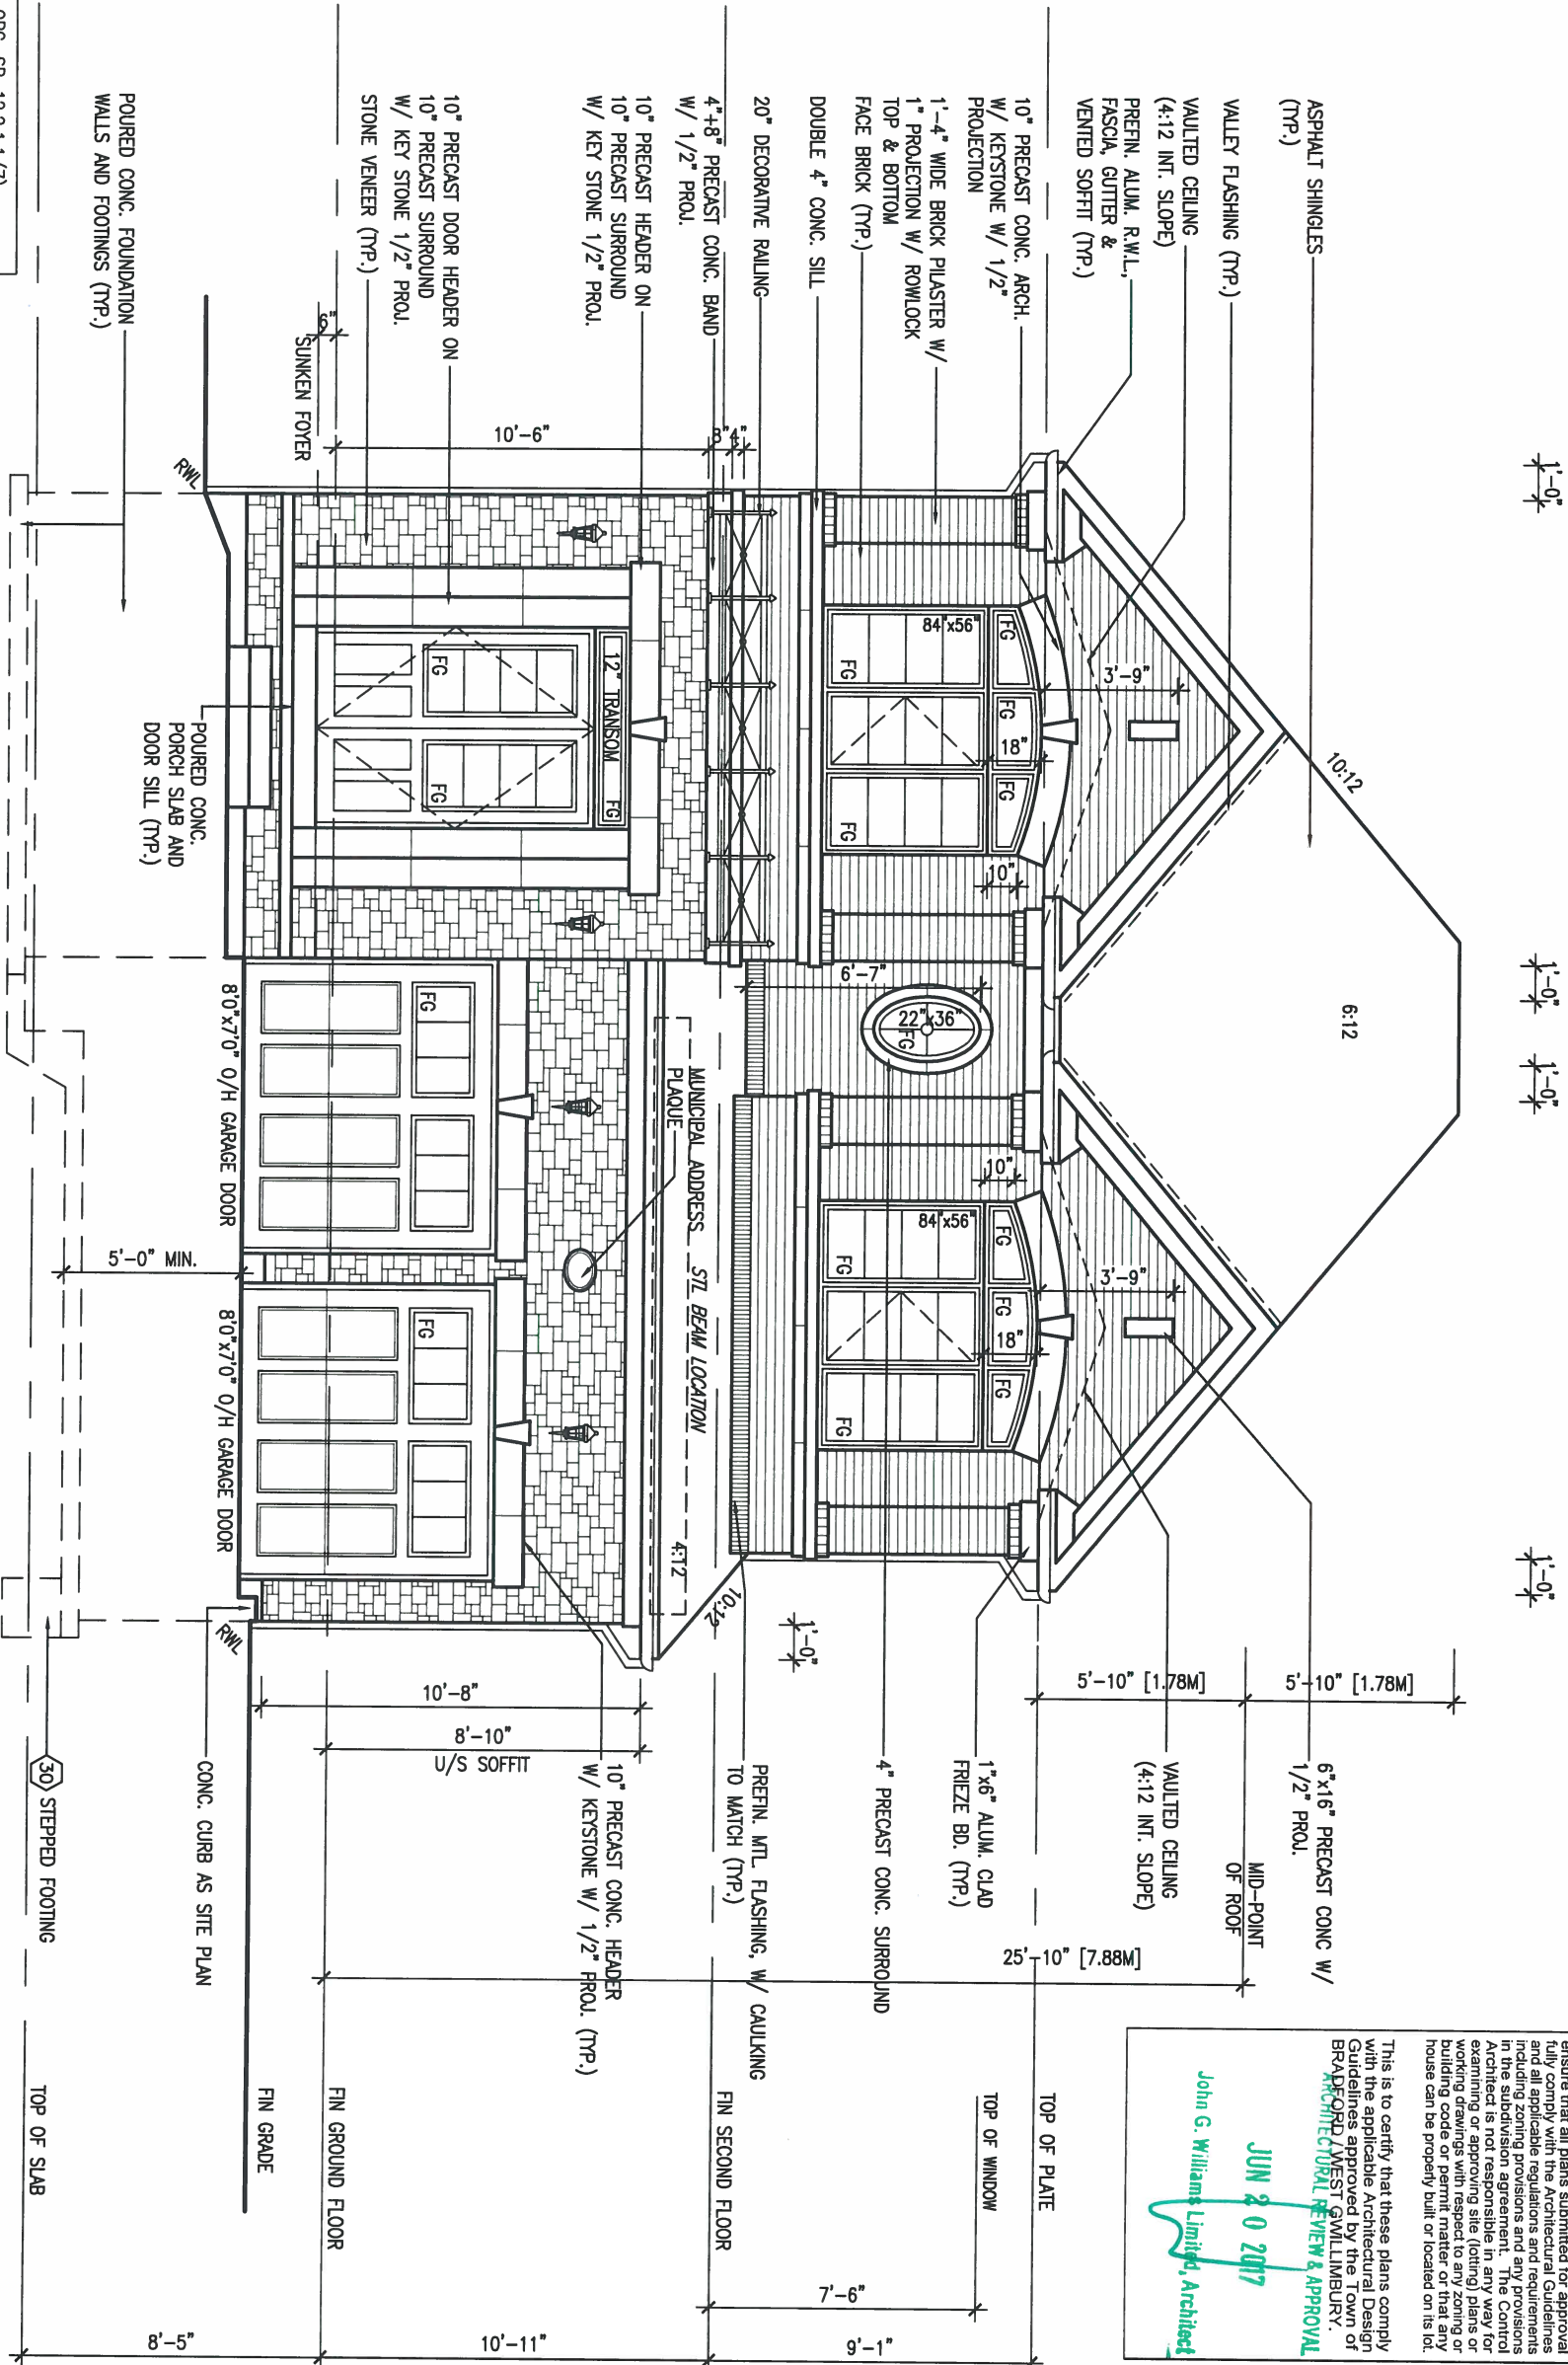 1'-0"
1'-0"
1'-0"
1'-0"
ASPHALT SHINGLES
(TYP.)
VALLEY FLASHING (TYP.)
VAULTED CEILING
(4:12 INT. SLOPE)
PREFIN. ALUM. R.W.L.,
FASCIA, GUTTER &
VENTED SOFFIT (TYP.)
10" PRECAST CONC. ARCH.
W/ KEYSTONE W/ 1/2"
PROJECTION
1'-4" WIDE BRICK PILASTER W/
1" PROJECTION W/ ROWLOCK
TOP & BOTTOM
FACE BRICK (TYP.)
DOUBLE 4" CONC. SILL
20" DECORATIVE RAILING
4"+8" PRECAST CONC. BAND
W/ 1/2" PROJ.
10" PRECAST HEADER ON
10" PRECAST SURROUND
W/ KEY STONE 1/2" PROJ.
10" PRECAST DOOR HEADER ON
10" PRECAST SURROUND
W/ KEY STONE 1/2" PROJ.
STONE VENEER (TYP.)
6"
SUNKEN FOYER
POURED CONC. FOUNDATION
WALLS AND FOOTINGS (TYP.)
10:12
6:12
3'-9"
3'-9"
FG
FG
18"
FG
84"x56"
FG
FG
10"
6'-7"
22"x36"
FG
10"
FG
FG
18"
FG
84"x56"
FG
FG
8"4"
10'-6"
12" TRANSOM
FG
FG
FG
RWL
POURED CONC.
PORCH SLAB AND
DOOR SILL (TYP.)
MUNICIPAL ADDRESS
PLAQUE
STL BEAM LOCATION
4:12
10:12
1'-0"
FG
FG
8'0"x7'0" O/H GARAGE DOOR
8'0"x7'0" O/H GARAGE DOOR
5'-0" MIN.
RWL
5'-10" [1.78M]
5'-10" [1.78M]
6"x16" PRECAST CONC W/
1/2" PROJ.
MID-POINT
OF ROOF
VAULTED CEILING
(4:12 INT. SLOPE)
25'-10" [7.88M]
1"x6" ALUM. CLAD
FRIEZE BD. (TYP.)
4" PRECAST CONC. SURROUND
PREFIN. MTL. FLASHING, W/ CAULKING
TO MATCH (TYP.)
10'-8"
8'-10"
U/S SOFFIT
10" PRECAST CONC. HEADER
W/ KEYSTONE W/ 1/2" PROJ. (TYP.)
CONC. CURB AS SITE PLAN
30 STEPPED FOOTING
TOP OF PLATE
TOP OF WINDOW
FIN SECOND FLOOR
FIN GROUND FLOOR
FIN GRADE
TOP OF SLAB
7'-6"
9'-1"
10'-11"
8'-5"
ensure that all plans submitted for approval
fully comply with the Architectural Guidelines
and all applicable regulations and requirements
including zoning provisions and any provisions
in the subdivision agreement. The Control
Architect is not responsible in any way for
examining or approving site (lotting) plans or
working drawings with respect to any zoning or
building code or permit matter or that any
house can be properly built or located on its lot.
This is to certify that these plans comply
with the applicable Architectural Design
Guidelines approved by the Town of
BRADFORD / WEST GWILLIMBURY.
ARCHITECTURAL REVIEW & APPROVAL
JUN 20 2017
John G. Williams Limited, Architect